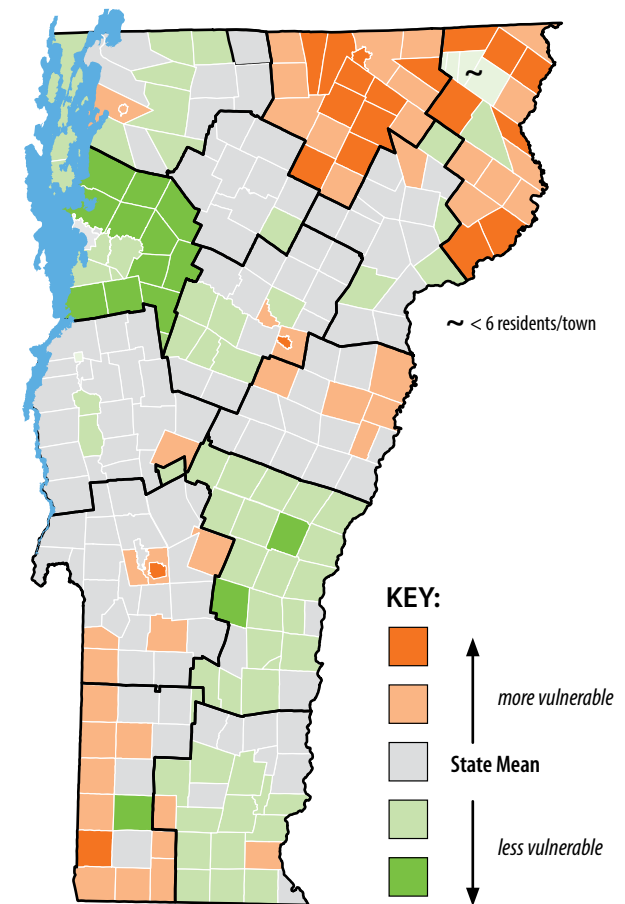 ~
~ < 6 residents/town
KEY:
more vulnerable
State Mean
less vulnerable